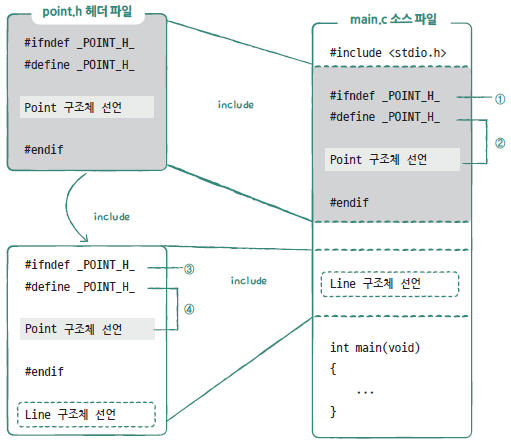 point.h 헤더 파일
#ifndef _POINT_H_
#define _POINT_H_
Point 구조체 선언
#endif
include
include
#ifndef _POINT_H_
③
#define _POINT_H_
④
Point 구조체 선언
#endif
Line 구조체 선언
include
main.c 소스 파일
#include <stdio.h>
#ifndef _POINT_H_
①
#define _POINT_H_
②
Point 구조체 선언
#endif
Line 구조체 선언
int main(void)
{
...
}